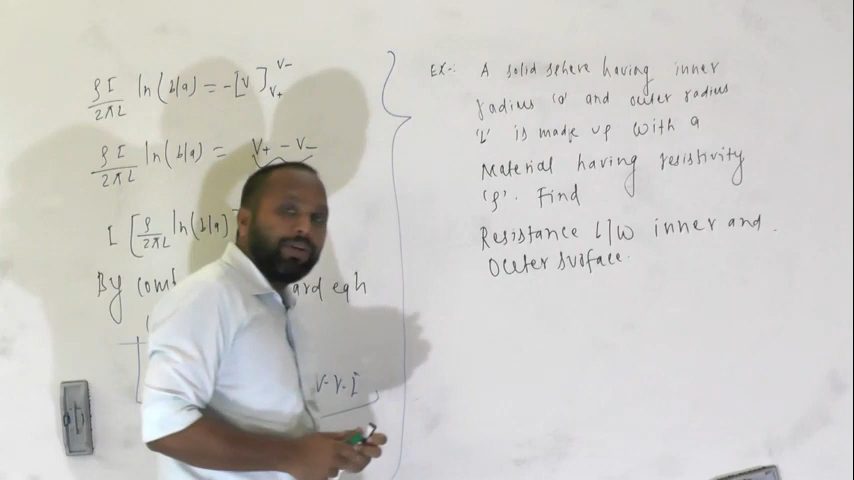 ρI/2πL ln(b/a) = -[V]V+ V-
ρI/2πL ln(b/a) = V+ - V-
I [ρ/2πL ln(b/a)]
By com ard eqn
V-V-I
Ex-: A solid sphere having inner
radius 'a' and outer radius
'b' is made up with a
Material having resistivity
'ρ'. Find
Resistance b/w inner and
outer surface.